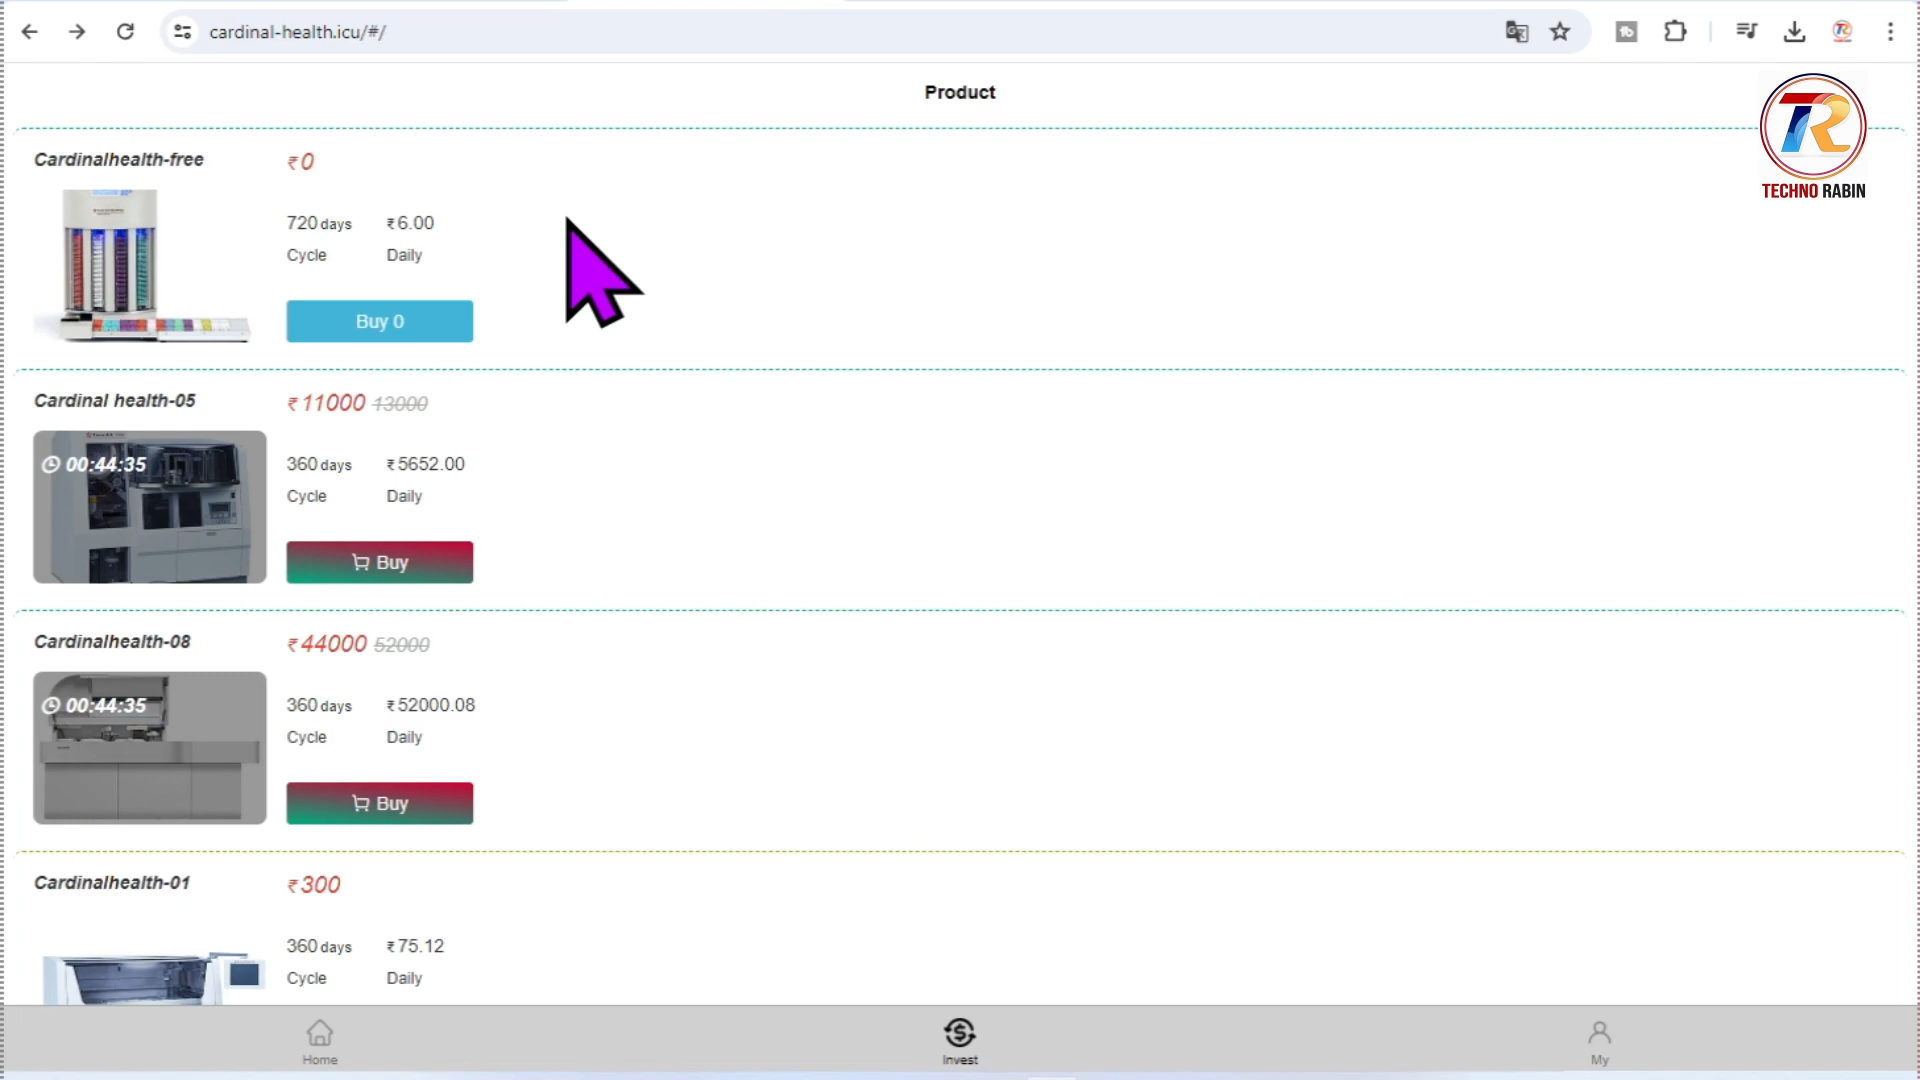 cardinal-health.icu/#/
Product
TECHNO RABIN
Cardinalhealth-free
₹0
720 days ₹6.00
Cycle Daily
Buy 0
Cardinal health-05
₹11000 13000
00:44:35
360 days ₹5652.00
Cycle Daily
Buy
Cardinalhealth-08
₹44000 52000
00:44:35
360 days ₹52000.08
Cycle Daily
Buy
Cardinalhealth-01
₹300
360 days ₹75.12
Cycle Daily
Home Invest My